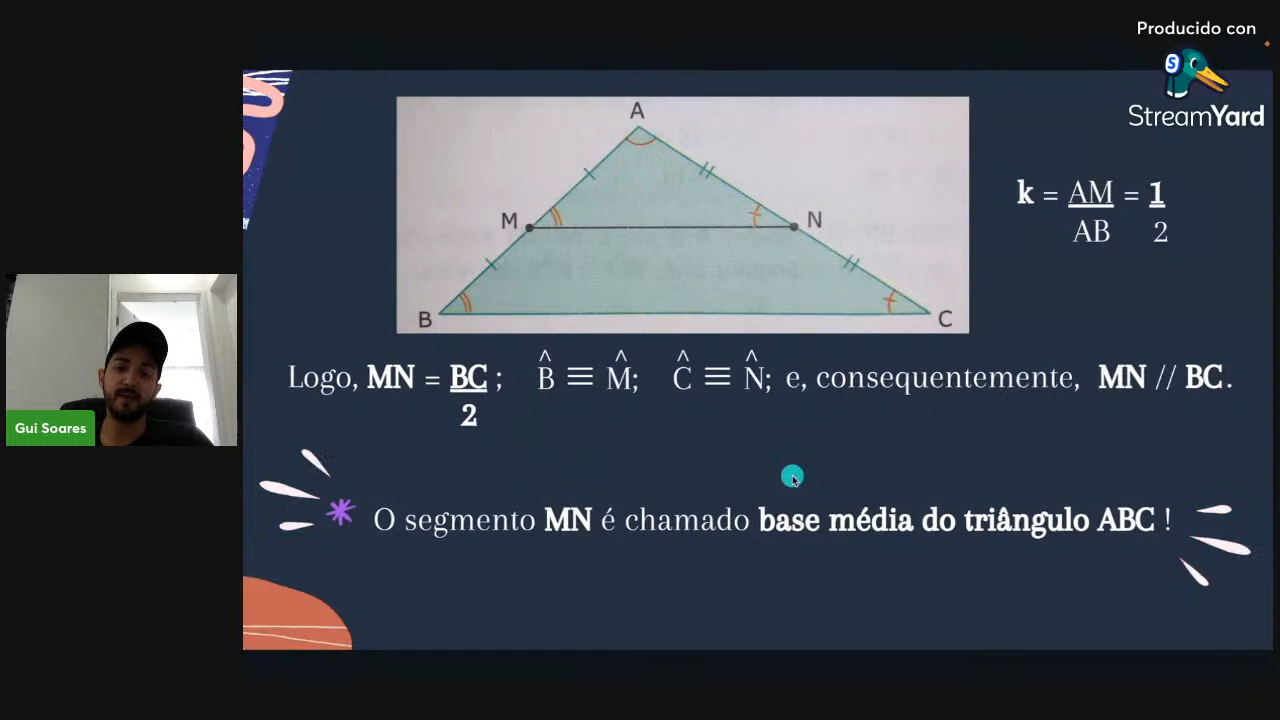 Producido con
StreamYard
A
M
N
B
C
k = AM = 1
AB 2
Logo, MN = BC ; B̂ ≡ M̂; Ĉ ≡ N̂; e, consequentemente, MN // BC.
2
Gui Soares
* O segmento MN é chamado base média do triângulo ABC !